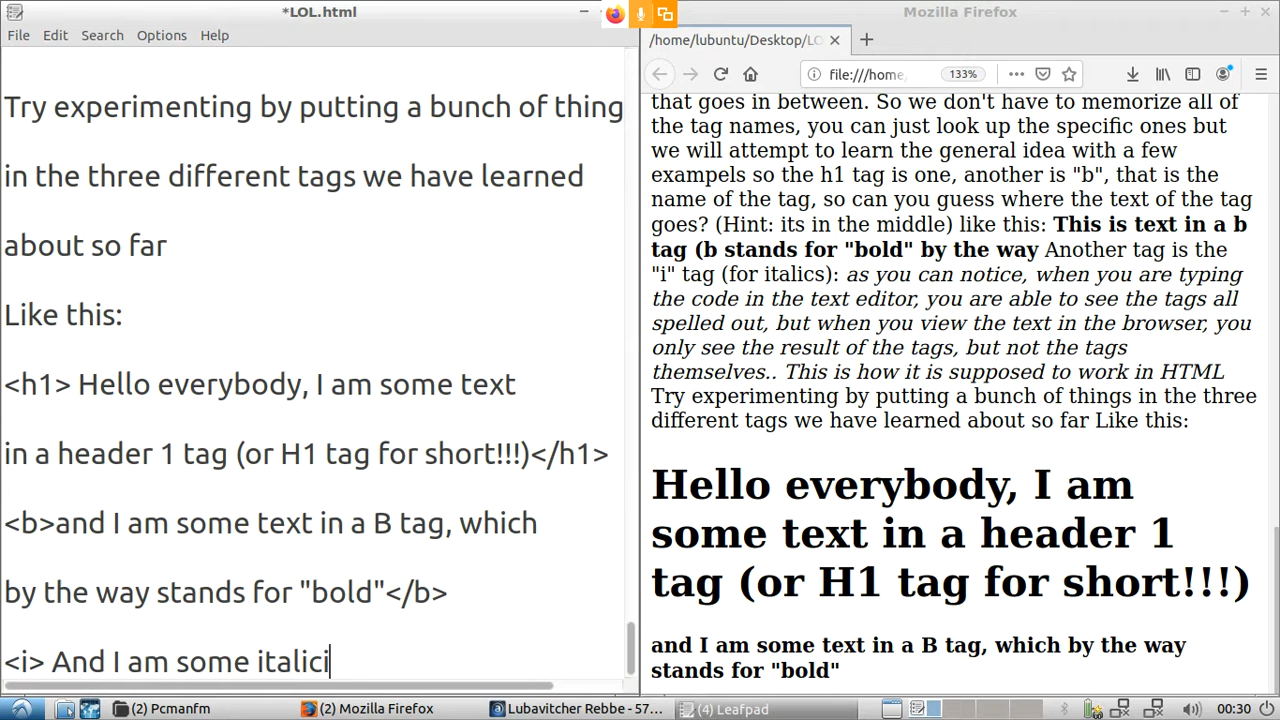 *LOL.html
File Edit Search Options Help
Try experimenting by putting a bunch of thing
in the three different tags we have learned
about so far
Like this:
<h1> Hello everybody, I am some text
in a header 1 tag (or H1 tag for short!!!)</h1>
<b>and I am some text in a B tag, which
by the way stands for "bold"</b>
<i> And I am some italici
Mozilla Firefox
/home/lubuntu/Desktop/LO
file:///home/ 133%
that goes in between. So we don't have to memorize all of
the tag names, you can just look up the specific ones but
we will attempt to learn the general idea with a few
exampels so the h1 tag is one, another is "b", that is the
name of the tag, so can you guess where the text of the tag
goes? (Hint: its in the middle) like this: This is text in a b
tag (b stands for "bold" by the way Another tag is the
"i" tag (for italics): as you can notice, when you are typing
the code in the text editor, you are able to see the tags all
spelled out, but when you view the text in the browser, you
only see the result of the tags, but not the tags
themselves.. This is how it is supposed to work in HTML
Try experimenting by putting a bunch of things in the three
different tags we have learned about so far Like this:
Hello everybody, I am
some text in a header 1
tag (or H1 tag for short!!!)
and I am some text in a B tag, which by the way
stands for "bold"
(2) Pcmanfm (2) Mozilla Firefox Lubavitcher Rebbe - 57... (4) Leafpad 00:30